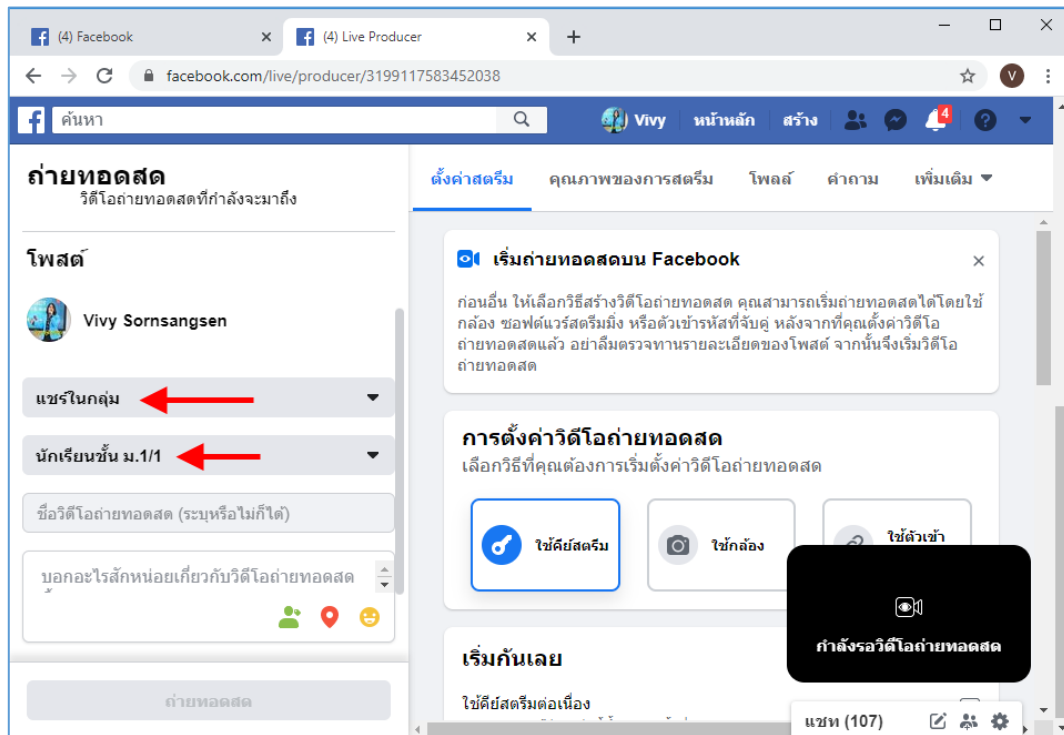 (4) Facebook
(4) Live Producer
facebook.com/live/producer/3199117583452038
V
ค้นหา
Vivy
หน้าหลัก
สร้าง
4
ถ่ายทอดสด
วิดีโอถ่ายทอดสดที่กำลังจะมาถึง
โพสต์
Vivy Sornsangsen
แชร์ในกลุ่ม
นักเรียนชั้น ม.1/1
ชื่อวิดีโอถ่ายทอดสด (ระบุหรือไม่ก็ได้)
บอกอะไรสักหน่อยเกี่ยวกับวิดีโอถ่ายทอดสด
ถ่ายทอดสด
ตั้งค่าสตรีม
คุณภาพของการสตรีม
โพลล์
คำถาม
เพิ่มเติม
เริ่มถ่ายทอดสดบน Facebook
ก่อนอื่น ให้เลือกวิธีสร้างวิดีโอถ่ายทอดสด คุณสามารถเริ่มถ่ายทอดสดได้โดยใช้
กล้อง ซอฟต์แวร์สตรีมมิ่ง หรือตัวเข้ารหัสที่จับคู่ หลังจากที่คุณตั้งค่าวิดีโอ
ถ่ายทอดสดแล้ว อย่าลืมตรวจทานรายละเอียดของโพสต์ จากนั้นจึงเริ่มวิดีโอ
ถ่ายทอดสด
การตั้งค่าวิดีโอถ่ายทอดสด
เลือกวิธีที่คุณต้องการเริ่มตั้งค่าวิดีโอถ่ายทอดสด
ใช้คีย์สตรีม
ใช้กล้อง
ใช้ตัวเข้า
กำลังรอวิดีโอถ่ายทอดสด
เริ่มกันเลย
ใช้คีย์สตรีมต่อเนื่อง
แชท (107)